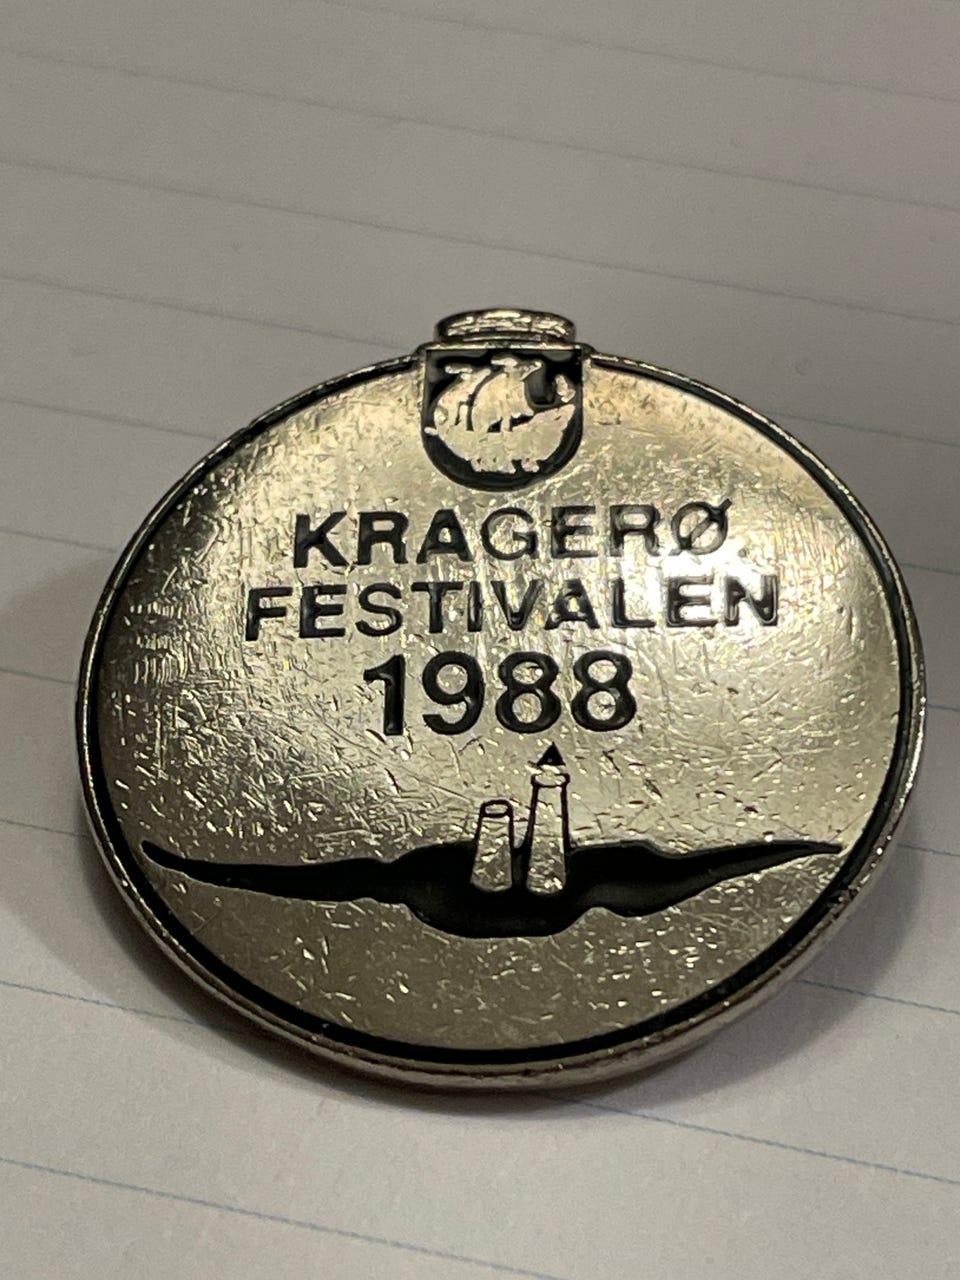 KRAGERØ
FESTIVALEN
1988